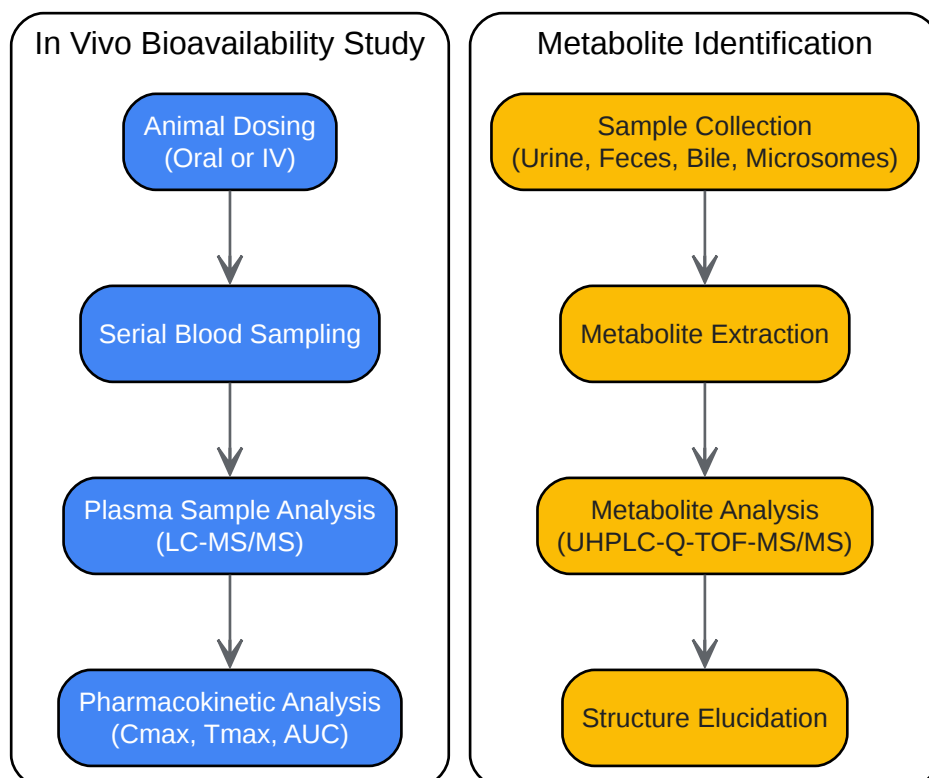 In Vivo Bioavailability Study
Animal Dosing
(Oral or IV)
Serial Blood Sampling
Plasma Sample Analysis
(LC-MS/MS)
Pharmacokinetic Analysis
(Cmax, Tmax, AUC)
Metabolite Identification
Sample Collection
(Urine, Feces, Bile, Microsomes)
Metabolite Extraction
Metabolite Analysis
(UHPLC-Q-TOF-MS/MS)
Structure Elucidation